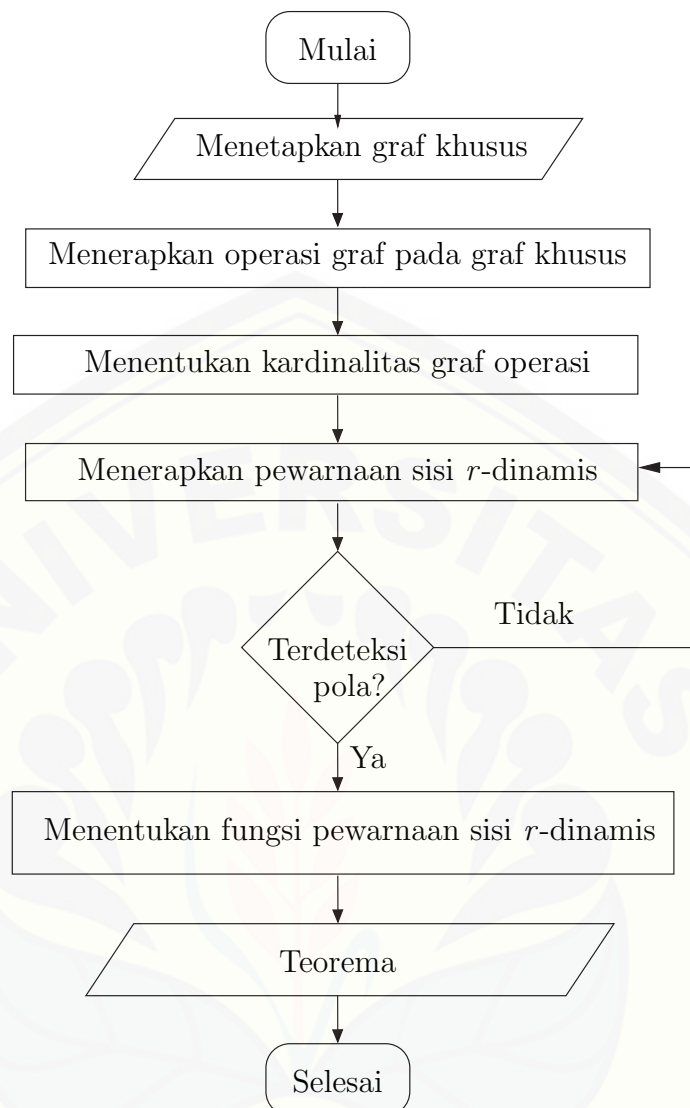 Mulai
Menetapkan graf khusus
Menerapkan operasi graf pada graf khusus
Menentukan kardinalitas graf operasi
Menerapkan pewarnaan sisi r-dinamis
Tidak
Terdeteksi
pola?
Ya
Menentukan fungsi pewarnaan sisi r-dinamis
Teorema
Selesai